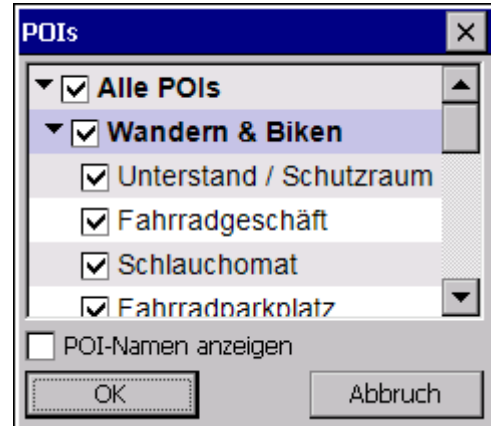 POIs
Alle POIs
Wandern & Biken
Unterstand / Schutzraum
Fahrradgeschäft
Schlauchomat
Fahrradparkplatz
POI-Namen anzeigen
OK Abbruch